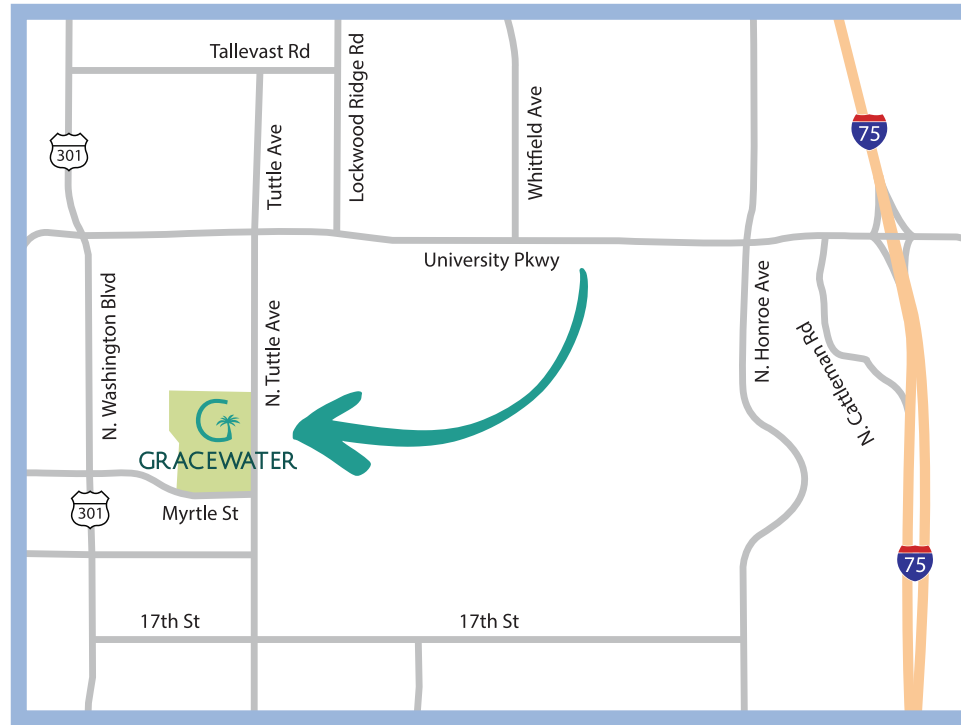 Tallevast Rd
Lockwood Ridge Rd
Whitfield Ave
Tuttle Ave
75
301
University Pkwy
N. Washington Blvd
N. Tuttle Ave
N. Honroe Ave
N. Cattleman Rd
G
GRACEWATER
301
Myrtle St
75
17th St
17th St